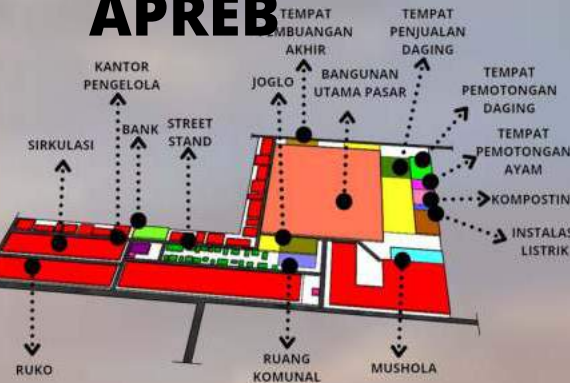 APREB
TEMPAT
PEMBUANGAN
AKHIR
TEMPAT
PENJUALAN
DAGING
KANTOR
PENGELOLA
JOGLO
BANGUNAN
UTAMA PASAR
TEMPAT
PEMOTONGAN
DAGING
SIRKULASI
BANK
STREET
STAND
TEMPAT
PEMOTONGAN
AYAM
KOMPOSTIN
INSTALAS
LISTRIK
RUKO
RUANG
KOMUNAL
MUSHOLA